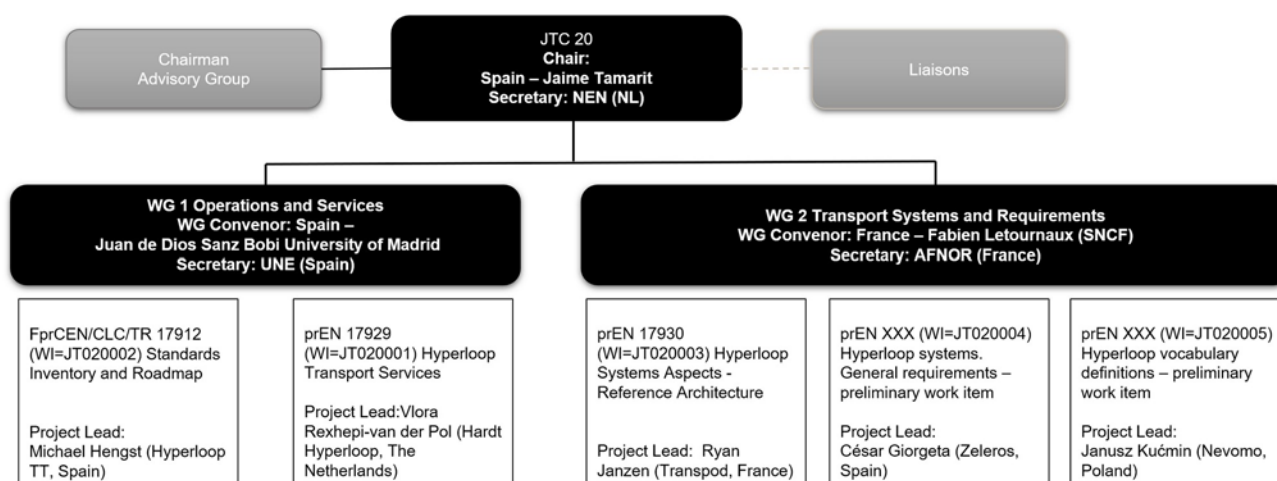 Chairman
Advisory Group
JTC 20
Chair:
Spain – Jaime Tamarit
Secretary: NEN (NL)
Liaisons
WG 1 Operations and Services
WG Convenor: Spain –
Juan de Dios Sanz Bobi University of Madrid
Secretary: UNE (Spain)
WG 2 Transport Systems and Requirements
WG Convenor: France – Fabien Letournaux (SNCF)
Secretary: AFNOR (France)
FprCEN/CLC/TR 17912
(WI=JT020002) Standards
Inventory and Roadmap
Project Lead:
Michael Hengst (Hyperloop
TT, Spain)
prEN 17929
(WI=JT020001) Hyperloop
Transport Services
Project Lead:Vlora
Rexhepi-van der Pol (Hardt
Hyperloop, The
Netherlands)
prEN 17930
(WI=JT020003) Hyperloop
Systems Aspects -
Reference Architecture
Project Lead: Ryan
Janzen (Transpod, France)
prEN XXX (WI=JT020004)
Hyperloop systems.
General requirements –
preliminary work item
Project Lead:
César Giorgeta (Zeleros,
Spain)
prEN XXX (WI=JT020005)
Hyperloop vocabulary
definitions – preliminary
work item
Project Lead:
Janusz Kućmin (Nevomo,
Poland)